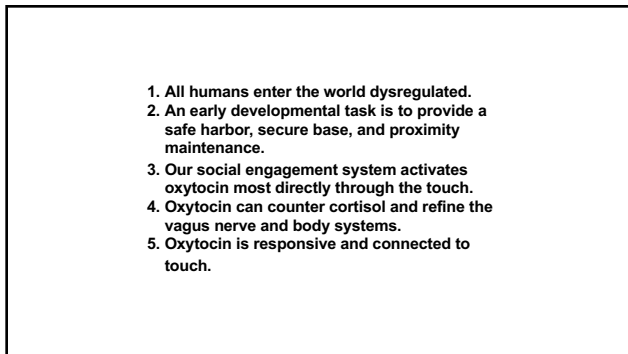 1. All humans enter the world dysregulated.
2. An early developmental task is to provide a
safe harbor, secure base, and proximity
maintenance.
3. Our social engagement system activates
oxytocin most directly through the touch.
4. Oxytocin can counter cortisol and refine the
vagus nerve and body systems.
5. Oxytocin is responsive and connected to
touch.